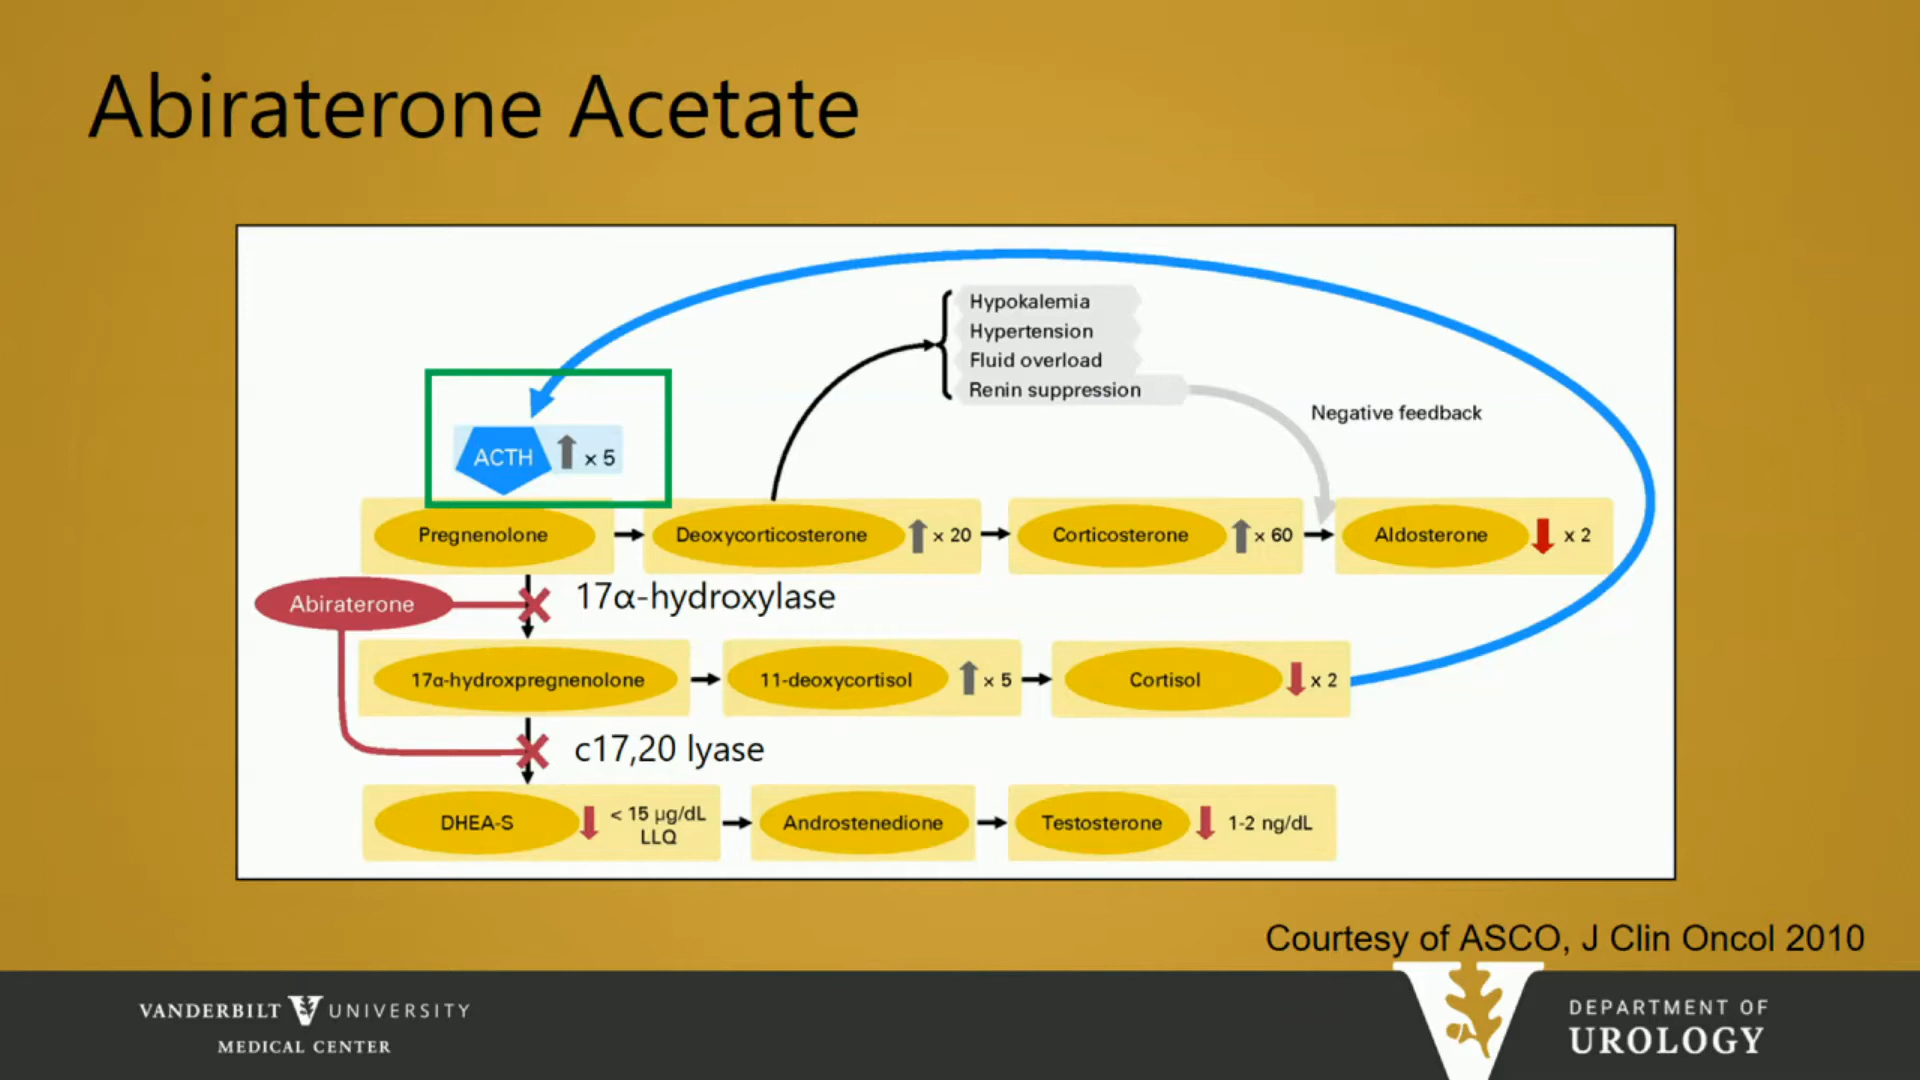 Abiraterone Acetate
Hypokalemia
Hypertension
Fluid overload
Renin suppression
Negative feedback
ACTH x 5
Pregnenolone
Deoxycorticosterone x 20
Corticosterone x 60
Aldosterone x 2
Abiraterone
17α-hydroxylase
17α-hydroxpregnenolone
11-deoxycortisol x 5
Cortisol x 2
c17,20 lyase
DHEA-S
< 15 µg/dL
LLQ
Androstenedione
Testosterone 1-2 ng/dL
Courtesy of ASCO, J Clin Oncol 2010
VANDERBILT V UNIVERSITY
MEDICAL CENTER
V
DEPARTMENT OF
UROLOGY